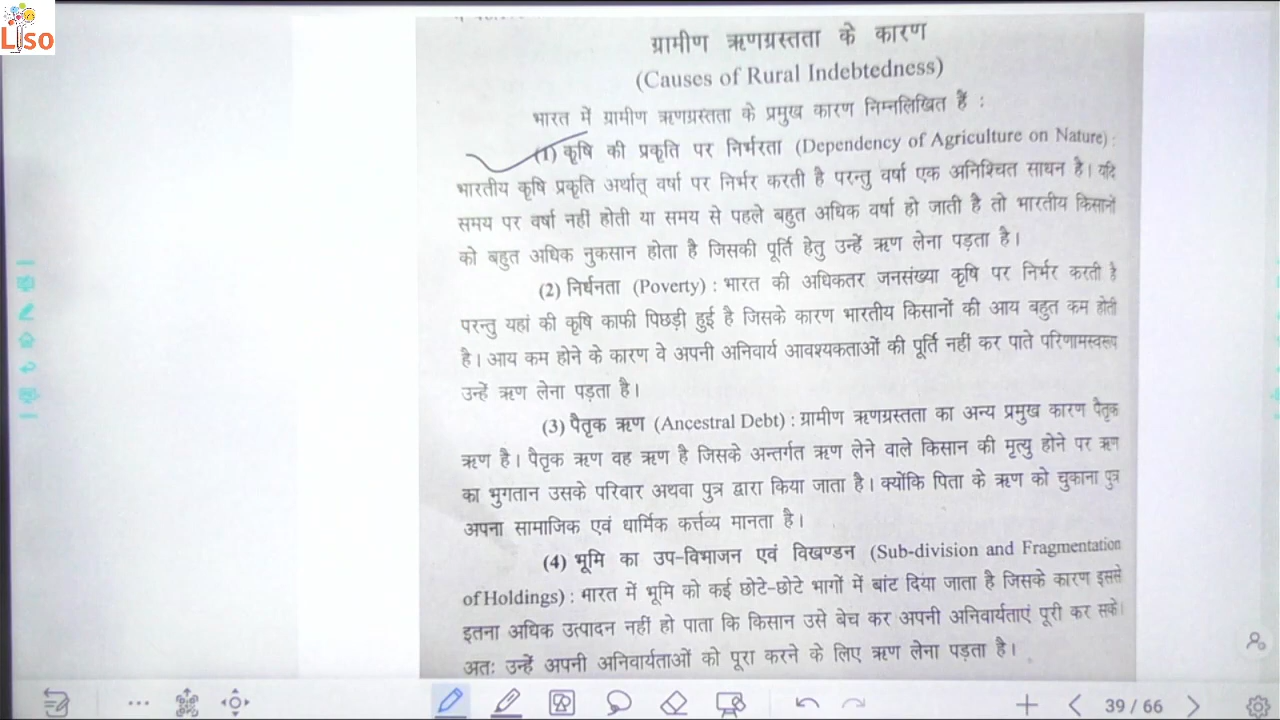 Liso
ग्रामीण ऋणग्रस्तता के कारण
(Causes of Rural Indebtedness)
भारत में ग्रामीण ऋणग्रस्तता के प्रमुख कारण निम्नलिखित हैं :
(1) कृषि की प्रकृति पर निर्भरता (Dependency of Agriculture on Nature) :
भारतीय कृषि प्रकृति अर्थात् वर्षा पर निर्भर करती है परन्तु वर्षा एक अनिश्चित साधन है। यदि
समय पर वर्षा नहीं होती या समय से पहले बहुत अधिक वर्षा हो जाती है तो भारतीय किसानों
को बहुत अधिक नुकसान होता है जिसकी पूर्ति हेतु उन्हें ऋण लेना पड़ता है।
(2) निर्धनता (Poverty) : भारत की अधिकतर जनसंख्या कृषि पर निर्भर करती है
परन्तु यहां की कृषि काफी पिछड़ी हुई है जिसके कारण भारतीय किसानों की आय बहुत कम होती
है। आय कम होने के कारण वे अपनी अनिवार्य आवश्यकताओं की पूर्ति नहीं कर पाते परिणामस्वरूप
उन्हें ऋण लेना पड़ता है।
(3) पैतृक ऋण (Ancestral Debt) : ग्रामीण ऋणग्रस्तता का अन्य प्रमुख कारण पैतृक
ऋण है। पैतृक ऋण वह ऋण है जिसके अन्तर्गत ऋण लेने वाले किसान की मृत्यु होने पर ऋण
का भुगतान उसके परिवार अथवा पुत्र द्वारा किया जाता है। क्योंकि पिता के ऋण को चुकाना पुत्र
अपना सामाजिक एवं धार्मिक कर्त्तव्य मानता है।
(4) भूमि का उप-विभाजन एवं विखण्डन (Sub-division and Fragmentation
of Holdings) : भारत में भूमि को कई छोटे-छोटे भागों में बांट दिया जाता है जिसके कारण इससे
इतना अधिक उत्पादन नहीं हो पाता कि किसान उसे बेच कर अपनी अनिवार्यताएं पूरी कर सके।
अतः उन्हें अपनी अनिवार्यताओं को पूरा करने के लिए ऋण लेना पड़ता है।
39 / 66